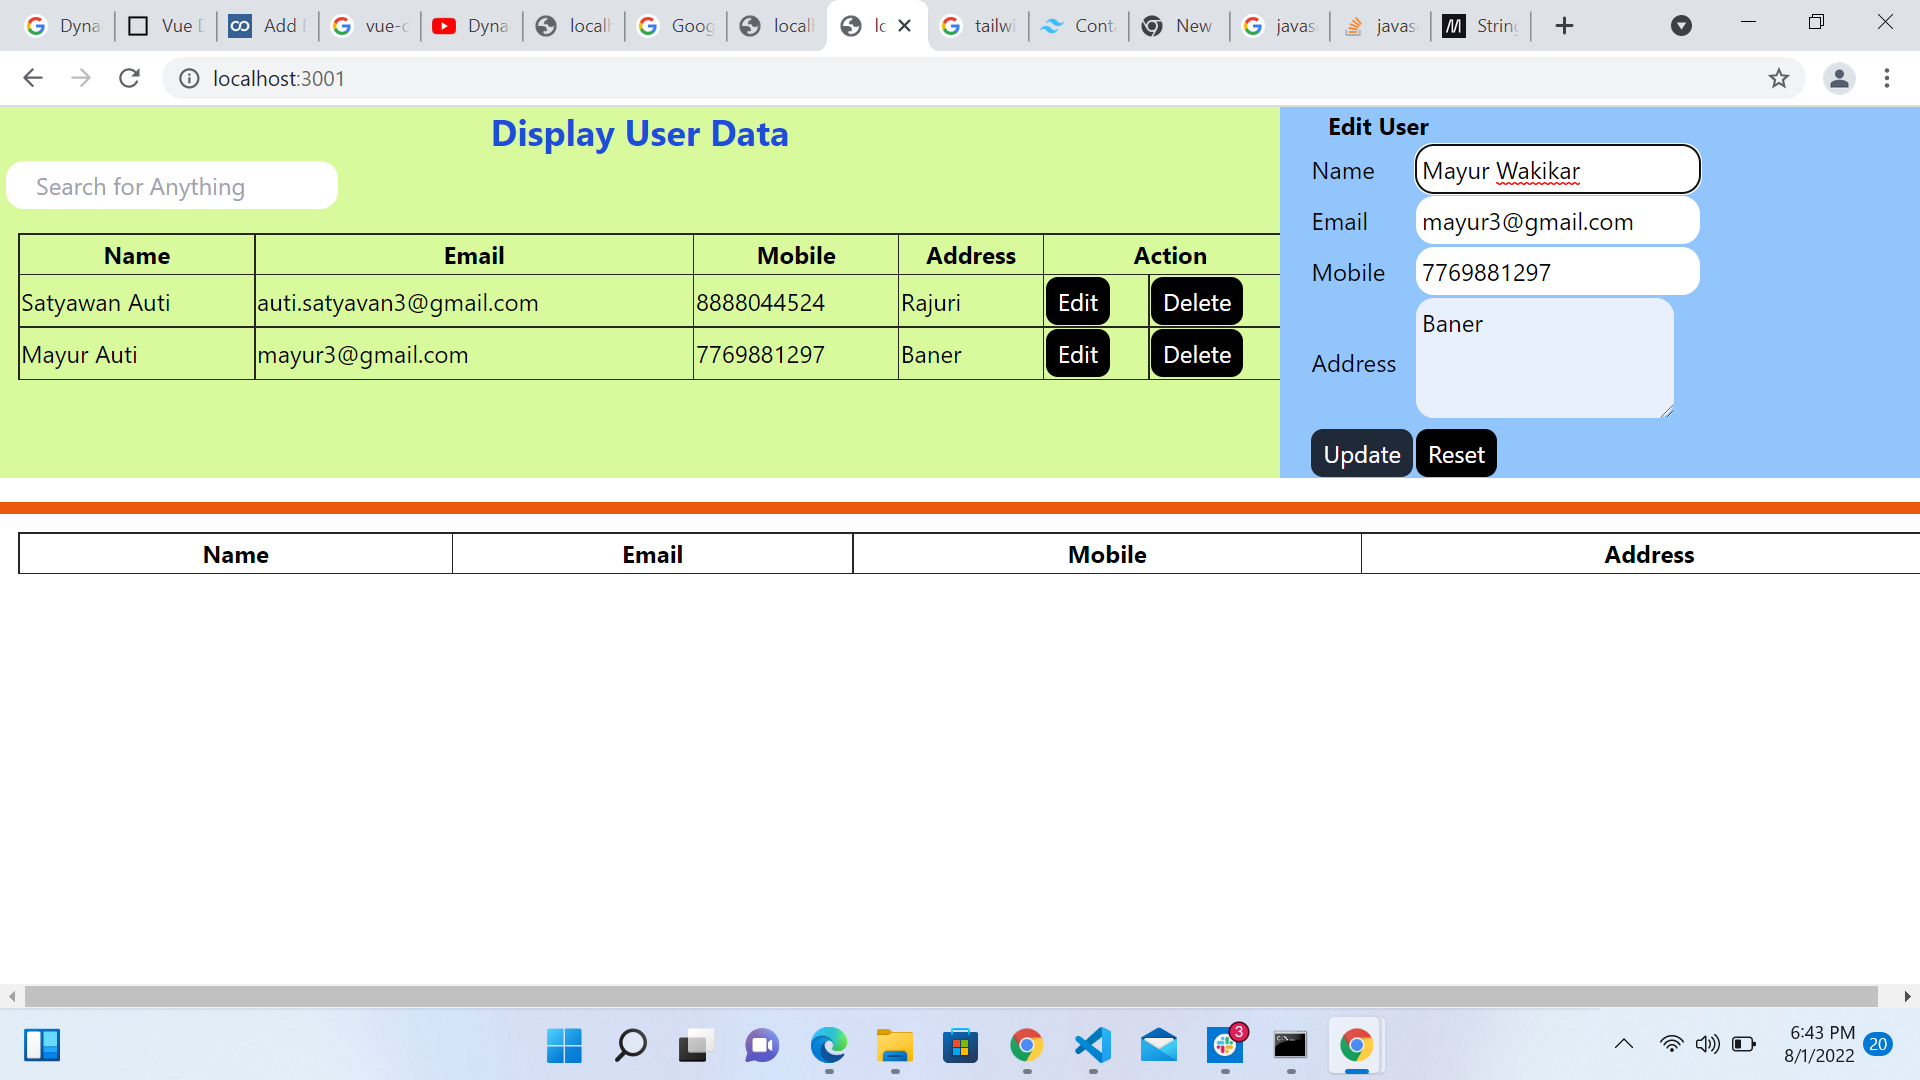 Dyna Vue D Add vue-c Dyna locall Goog locall lo tailwi Cont New javas javas String
localhost:3001
Display User Data
Search for Anything
Name Email Mobile Address Action
Satyawan Auti auti.satyavan3@gmail.com 8888044524 Rajuri Edit Delete
Mayur Auti mayur3@gmail.com 7769881297 Baner Edit Delete
Edit User
Name Mayur Wakikar
Email mayur3@gmail.com
Mobile 7769881297
Address Baner
Update Reset
Name Email Mobile Address
3
6:43 PM
8/1/2022
20